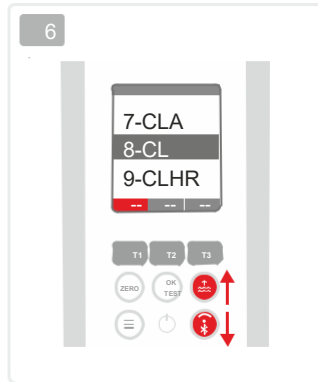 6
7-CLA
8-CL
9-CLHR
-- -- --
T1 T2 T3
ZERO OK TEST